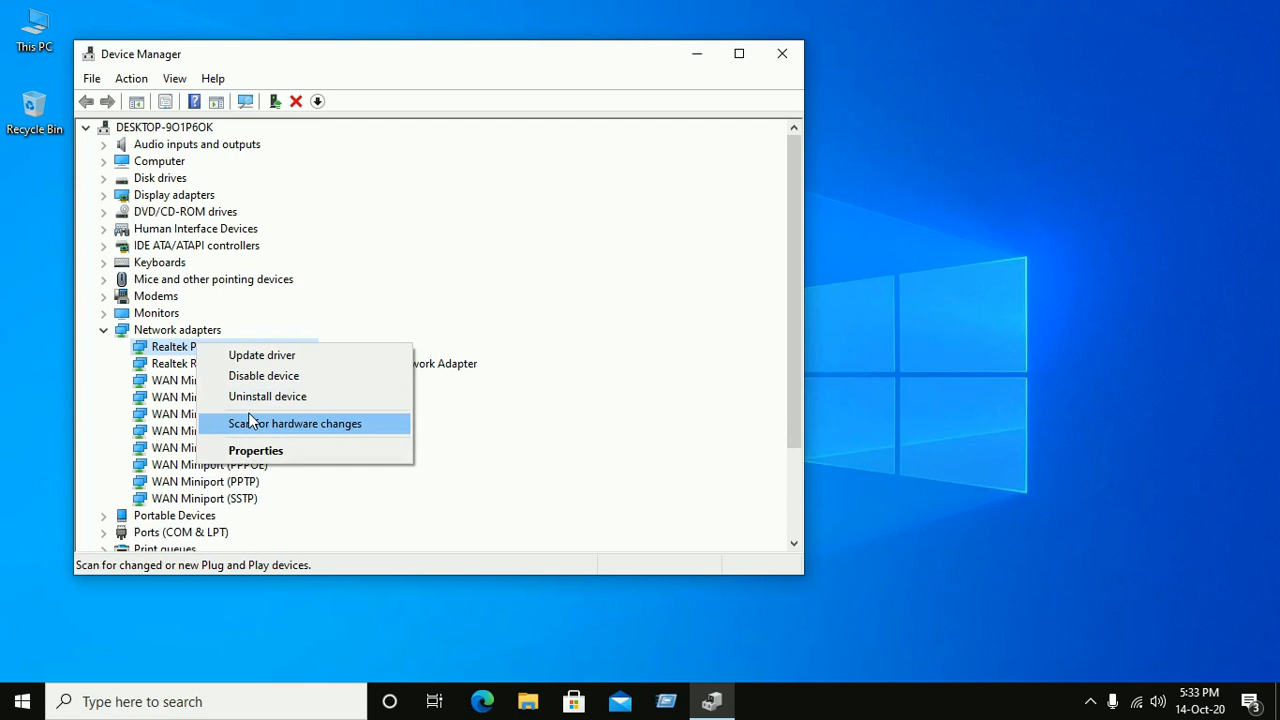 This PC
Recycle Bin
Device Manager
File Action View Help
DESKTOP-9O1P6OK
Audio inputs and outputs
Computer
Disk drives
Display adapters
DVD/CD-ROM drives
Human Interface Devices
IDE ATA/ATAPI controllers
Keyboards
Mice and other pointing devices
Modems
Monitors
Network adapters
Realtek P
Realtek R work Adapter
WAN Mi
WAN Mi
WAN Mi
WAN Mi
WAN Mi
WAN Miniport (PPPOE)
WAN Miniport (PPTP)
WAN Miniport (SSTP)
Portable Devices
Ports (COM & LPT)
Print queues
Update driver
Disable device
Uninstall device
Scan for hardware changes
Properties
Scan for changed or new Plug and Play devices.
Type here to search
5:33 PM
14-Oct-20
3